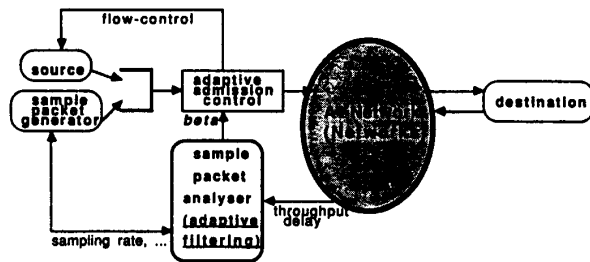 flow-control
source
sample
packet
generator
adaptive
admission
control
beta
(Networks)
destination
sample
packet
analyser
(adaptive
filtering)
throughput
delay
sampling rate, ...